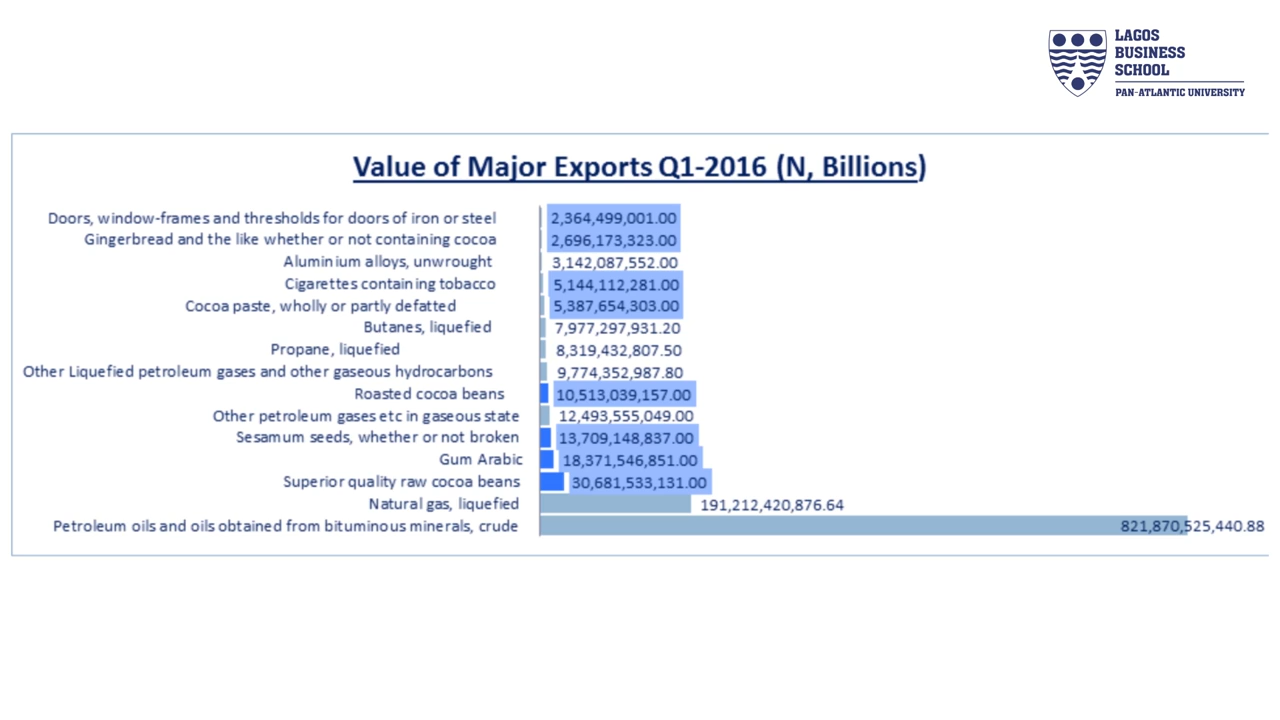 LAGOS
BUSINESS
SCHOOL
PAN-ATLANTIC UNIVERSITY
Value of Major Exports Q1-2016 (N, Billions)
Doors, window-frames and thresholds for doors of iron or steel 2,364,499,001.00
Gingerbread and the like whether or not containing cocoa 2,696,173,323.00
Aluminium alloys, unwrought 3,142,087,552.00
Cigarettes containing tobacco 5,144,112,281.00
Cocoa paste, wholly or partly defatted 5,387,654,303.00
Butanes, liquefied 7,977,297,931.20
Propane, liquefied 8,319,432,807.50
Other Liquefied petroleum gases and other gaseous hydrocarbons 9,774,352,987.80
Roasted cocoa beans 10,513,039,157.00
Other petroleum gases etc in gaseous state 12,493,555,049.00
Sesamum seeds, whether or not broken 13,709,148,837.00
Gum Arabic 18,371,546,851.00
Superior quality raw cocoa beans 30,681,533,131.00
Natural gas, liquefied 191,212,420,876.64
Petroleum oils and oils obtained from bituminous minerals, crude 821,870,525,440.88